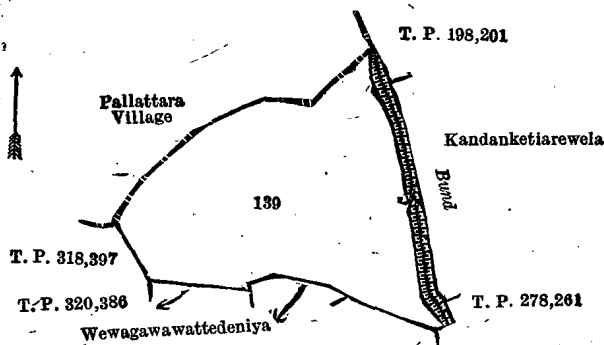 T. P. 198,201
Pallattara
Village
Kandanketiarewela
Bund
139
T. P. 318,397
T. P. 320,386
T. P. 278,261
Wewagawawattedeniya